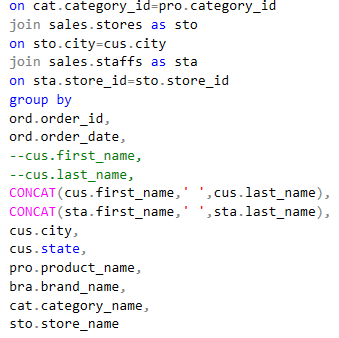 on cat.category_id=pro.category_id
join sales.stores as sto
on sto.city=cus.city
join sales.staffs as sta
on sta.store_id=sto.store_id
group by
ord.order_id,
ord.order_date,
--cus.first_name,
--cus.last_name,
CONCAT(cus.first_name,' ',cus.last_name),
CONCAT(sta.first_name,' ',sta.last_name),
cus.city,
cus.state,
pro.product_name,
bra.brand_name,
cat.category_name,
sto.store_name